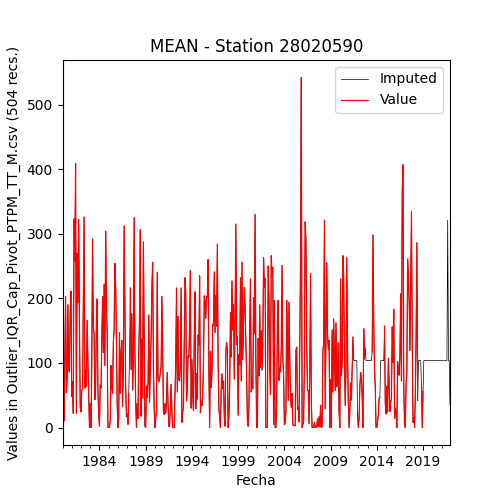 MEAN - Station 28020590
Imputed
Value
Values in Outlier_IQR_Cap_Pivot_PTPM_TT_M.csv (504 recs.)
500
400
300
200
100
0
1984 1989 1994 1999 2004 2009 2014 2019
Fecha